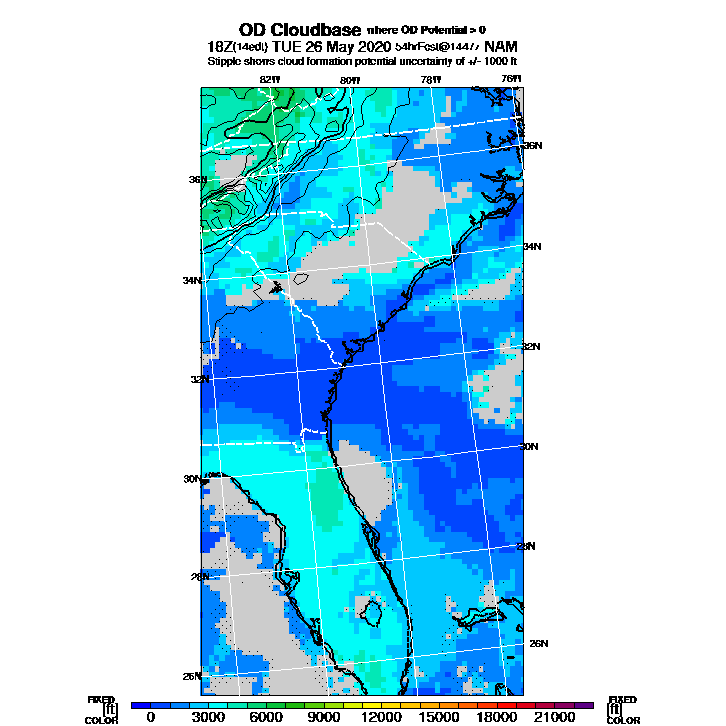 OD Cloudbase where OD Potential > 0
18Z(14edt) TUE 26 May 2020 54hrFcst@1447z NAM
Stipple shows cloud formation potential uncertainty of +/- 1000 ft
82W 80W 78W 76W
36N
36N
34N
34N
32N
32N
30N
30N
28N
28N
26N
26N
FIXED FIXED
[ft] [ft]
COLOR 0 3000 6000 9000 12000 15000 18000 21000 COLOR